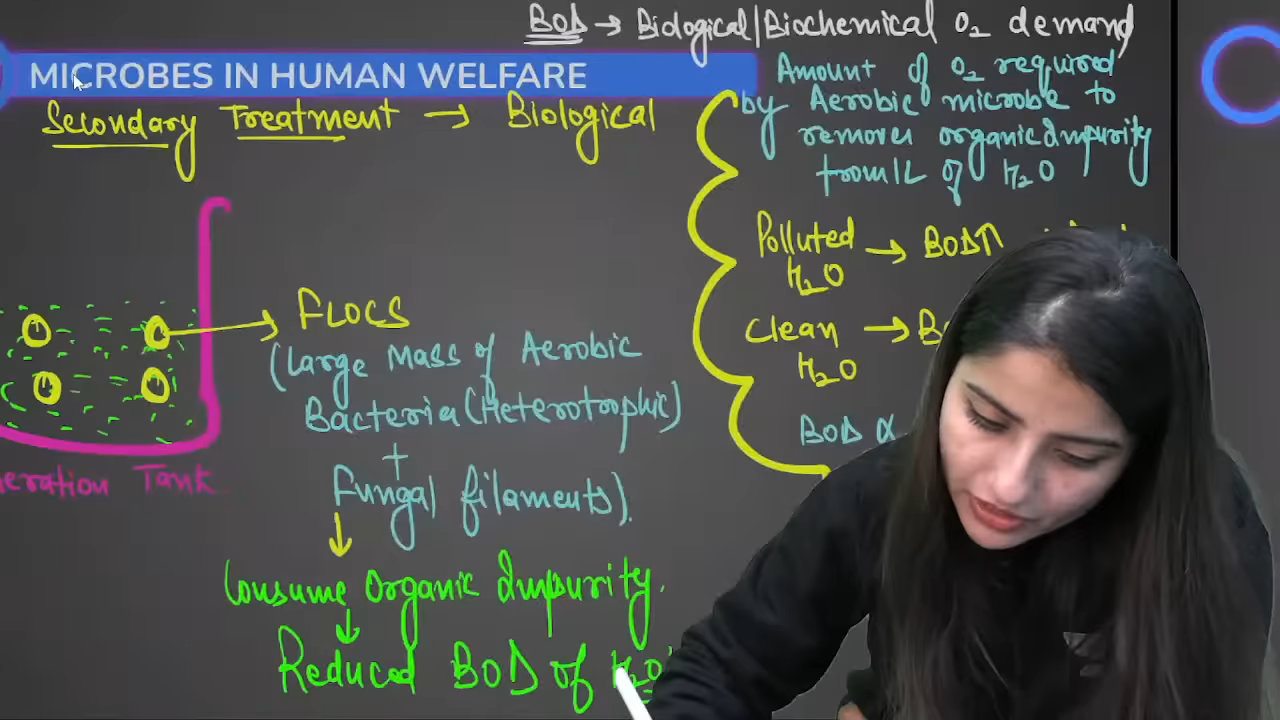 BOD → Biological/Biochemical O₂ demand
MICROBES IN HUMAN WELFARE
Secondary Treatment → Biological
Amount of O₂ required
by Aerobic microbe to
remover organic Impurity
from 1L of H₂O
Polluted → BOD↑
H₂O
Clean →
H₂O
BOD ∝
→ FLOCS
(Large Mass of Aerobic
Bacteria (Heterotrophic)
+
Fungal filaments).
↓
Consume Organic Impurity.
↓
Reduced BOD of H₂O
Tank